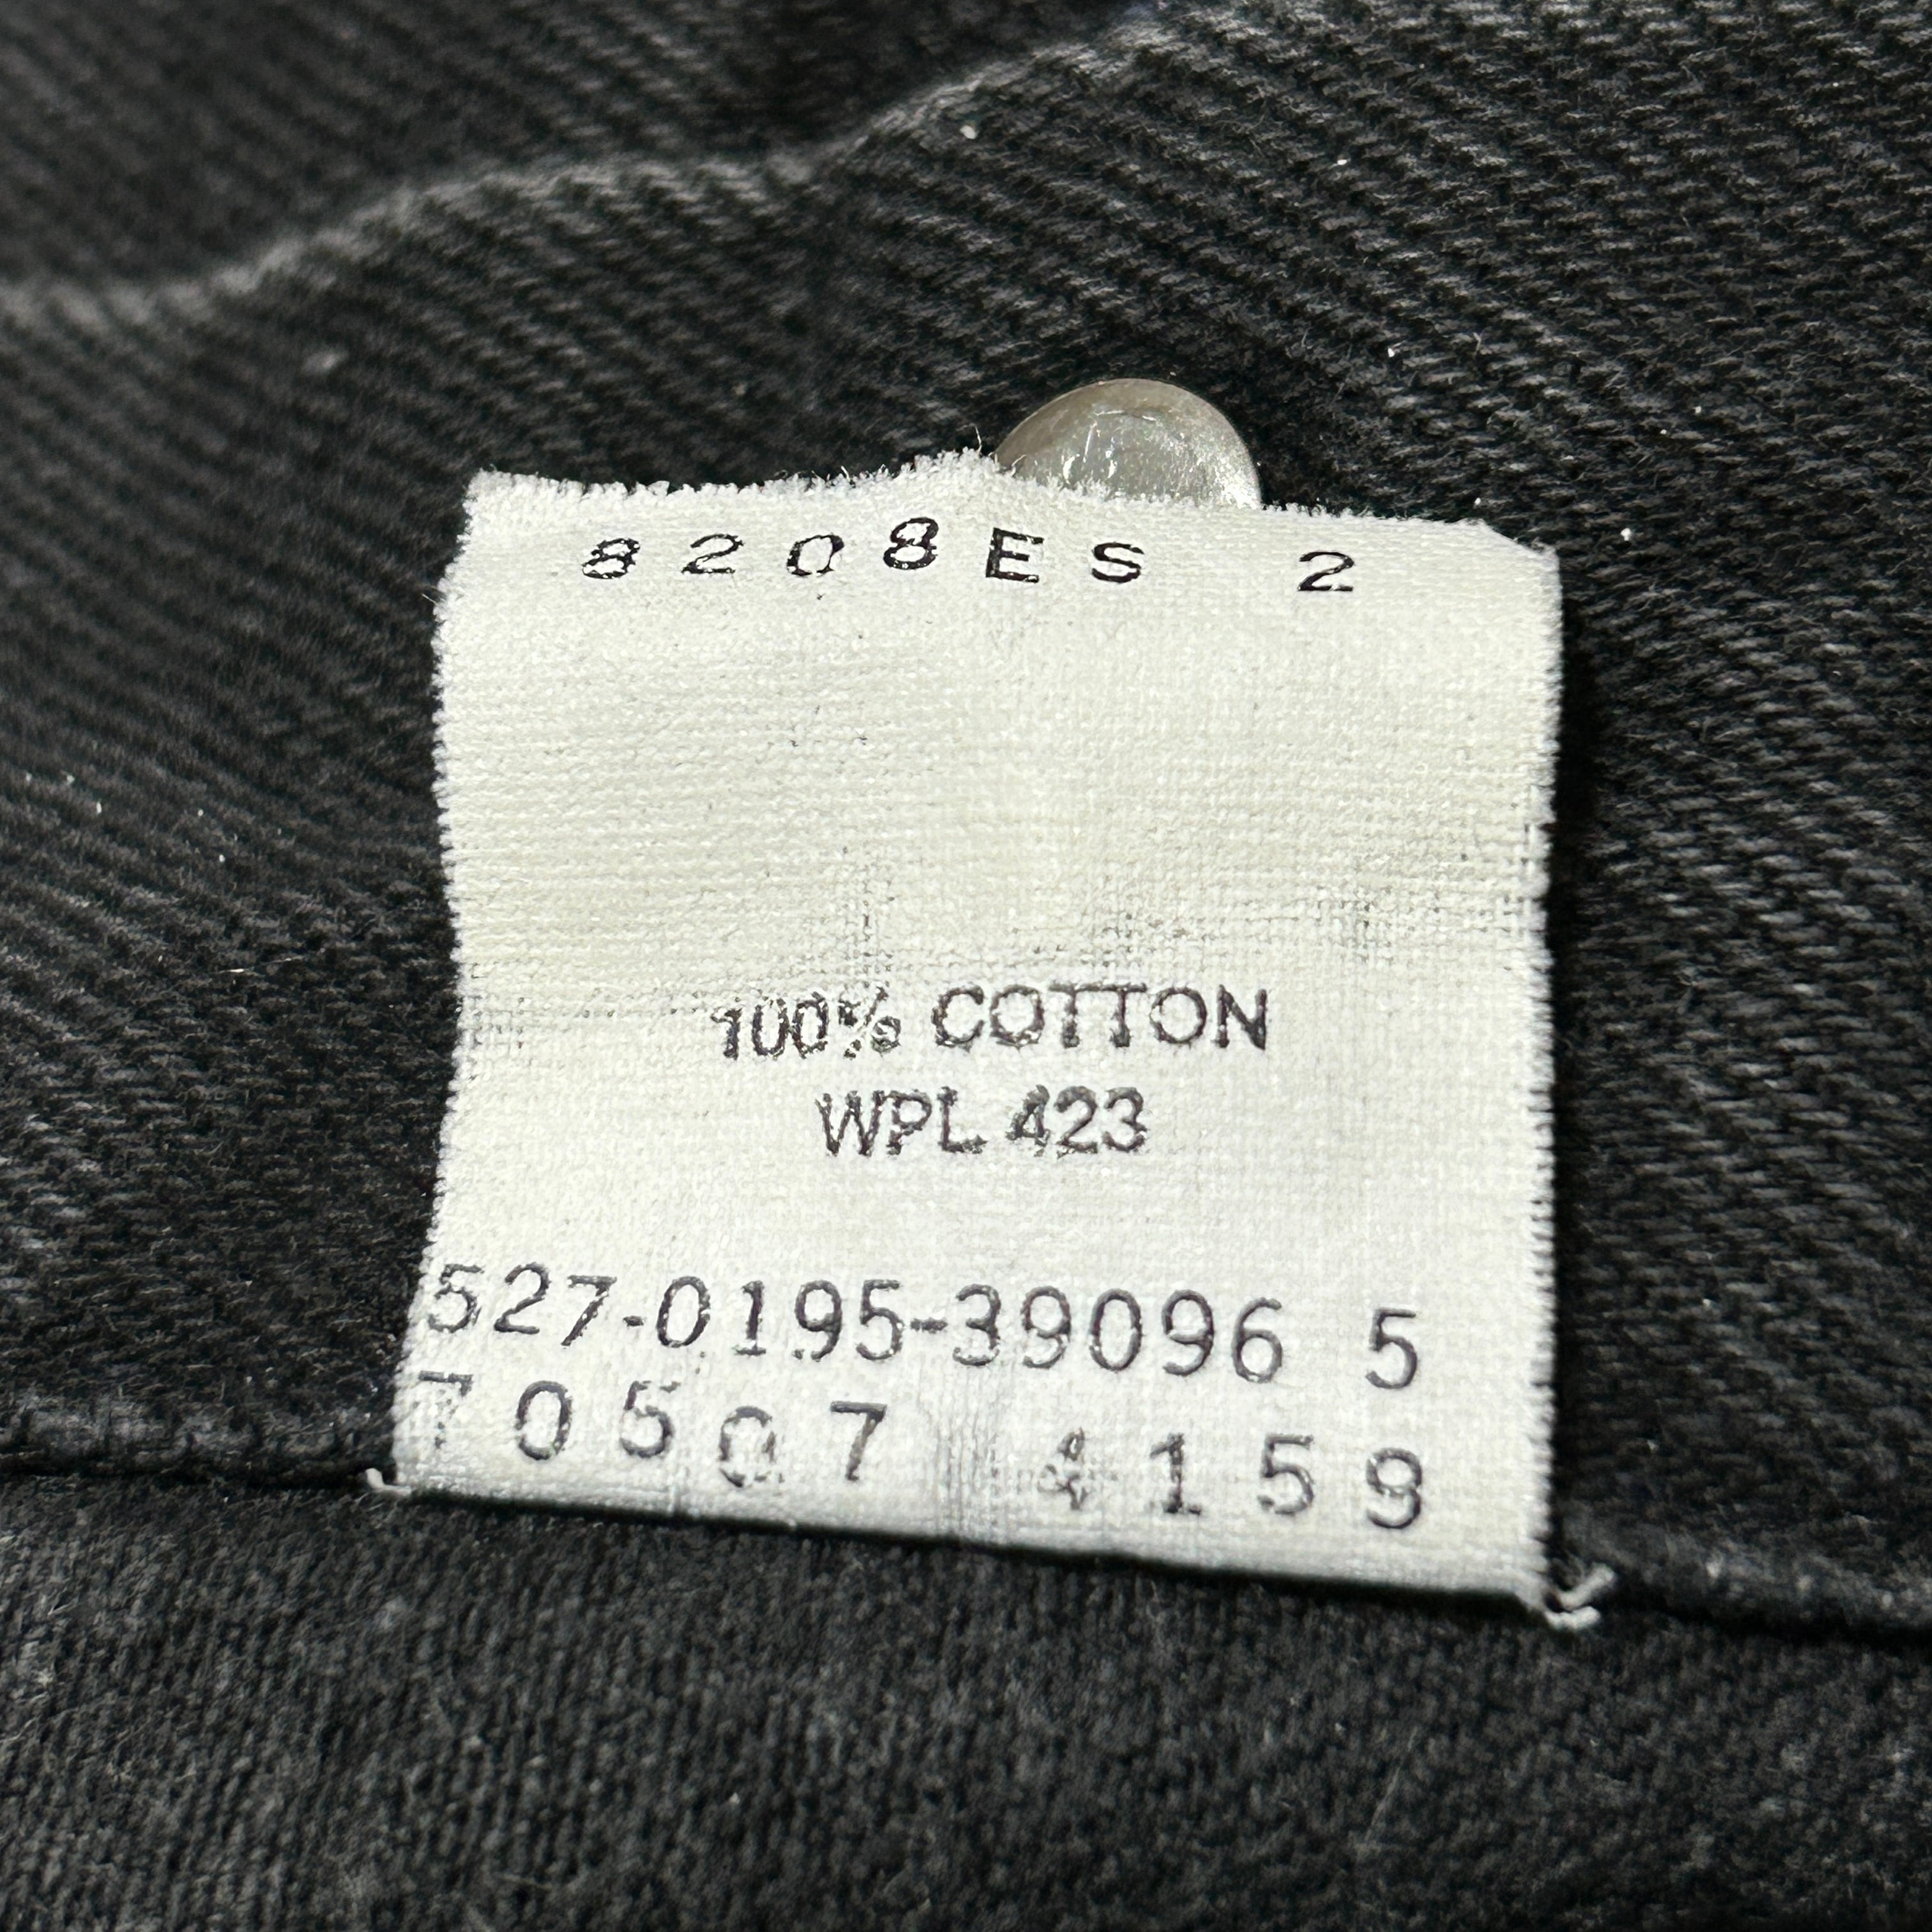 8208ES 2
100% COTTON
WPL 423
527-0195-39096 5
70507 4159